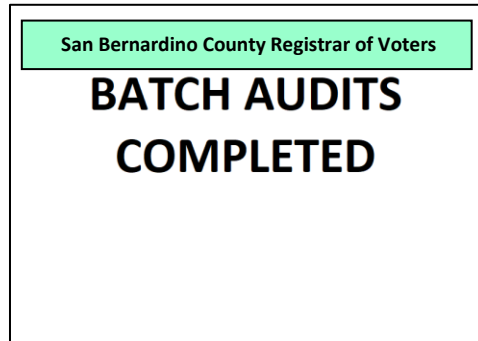 San Bernardino County Registrar of Voters
BATCH AUDITS
COMPLETED